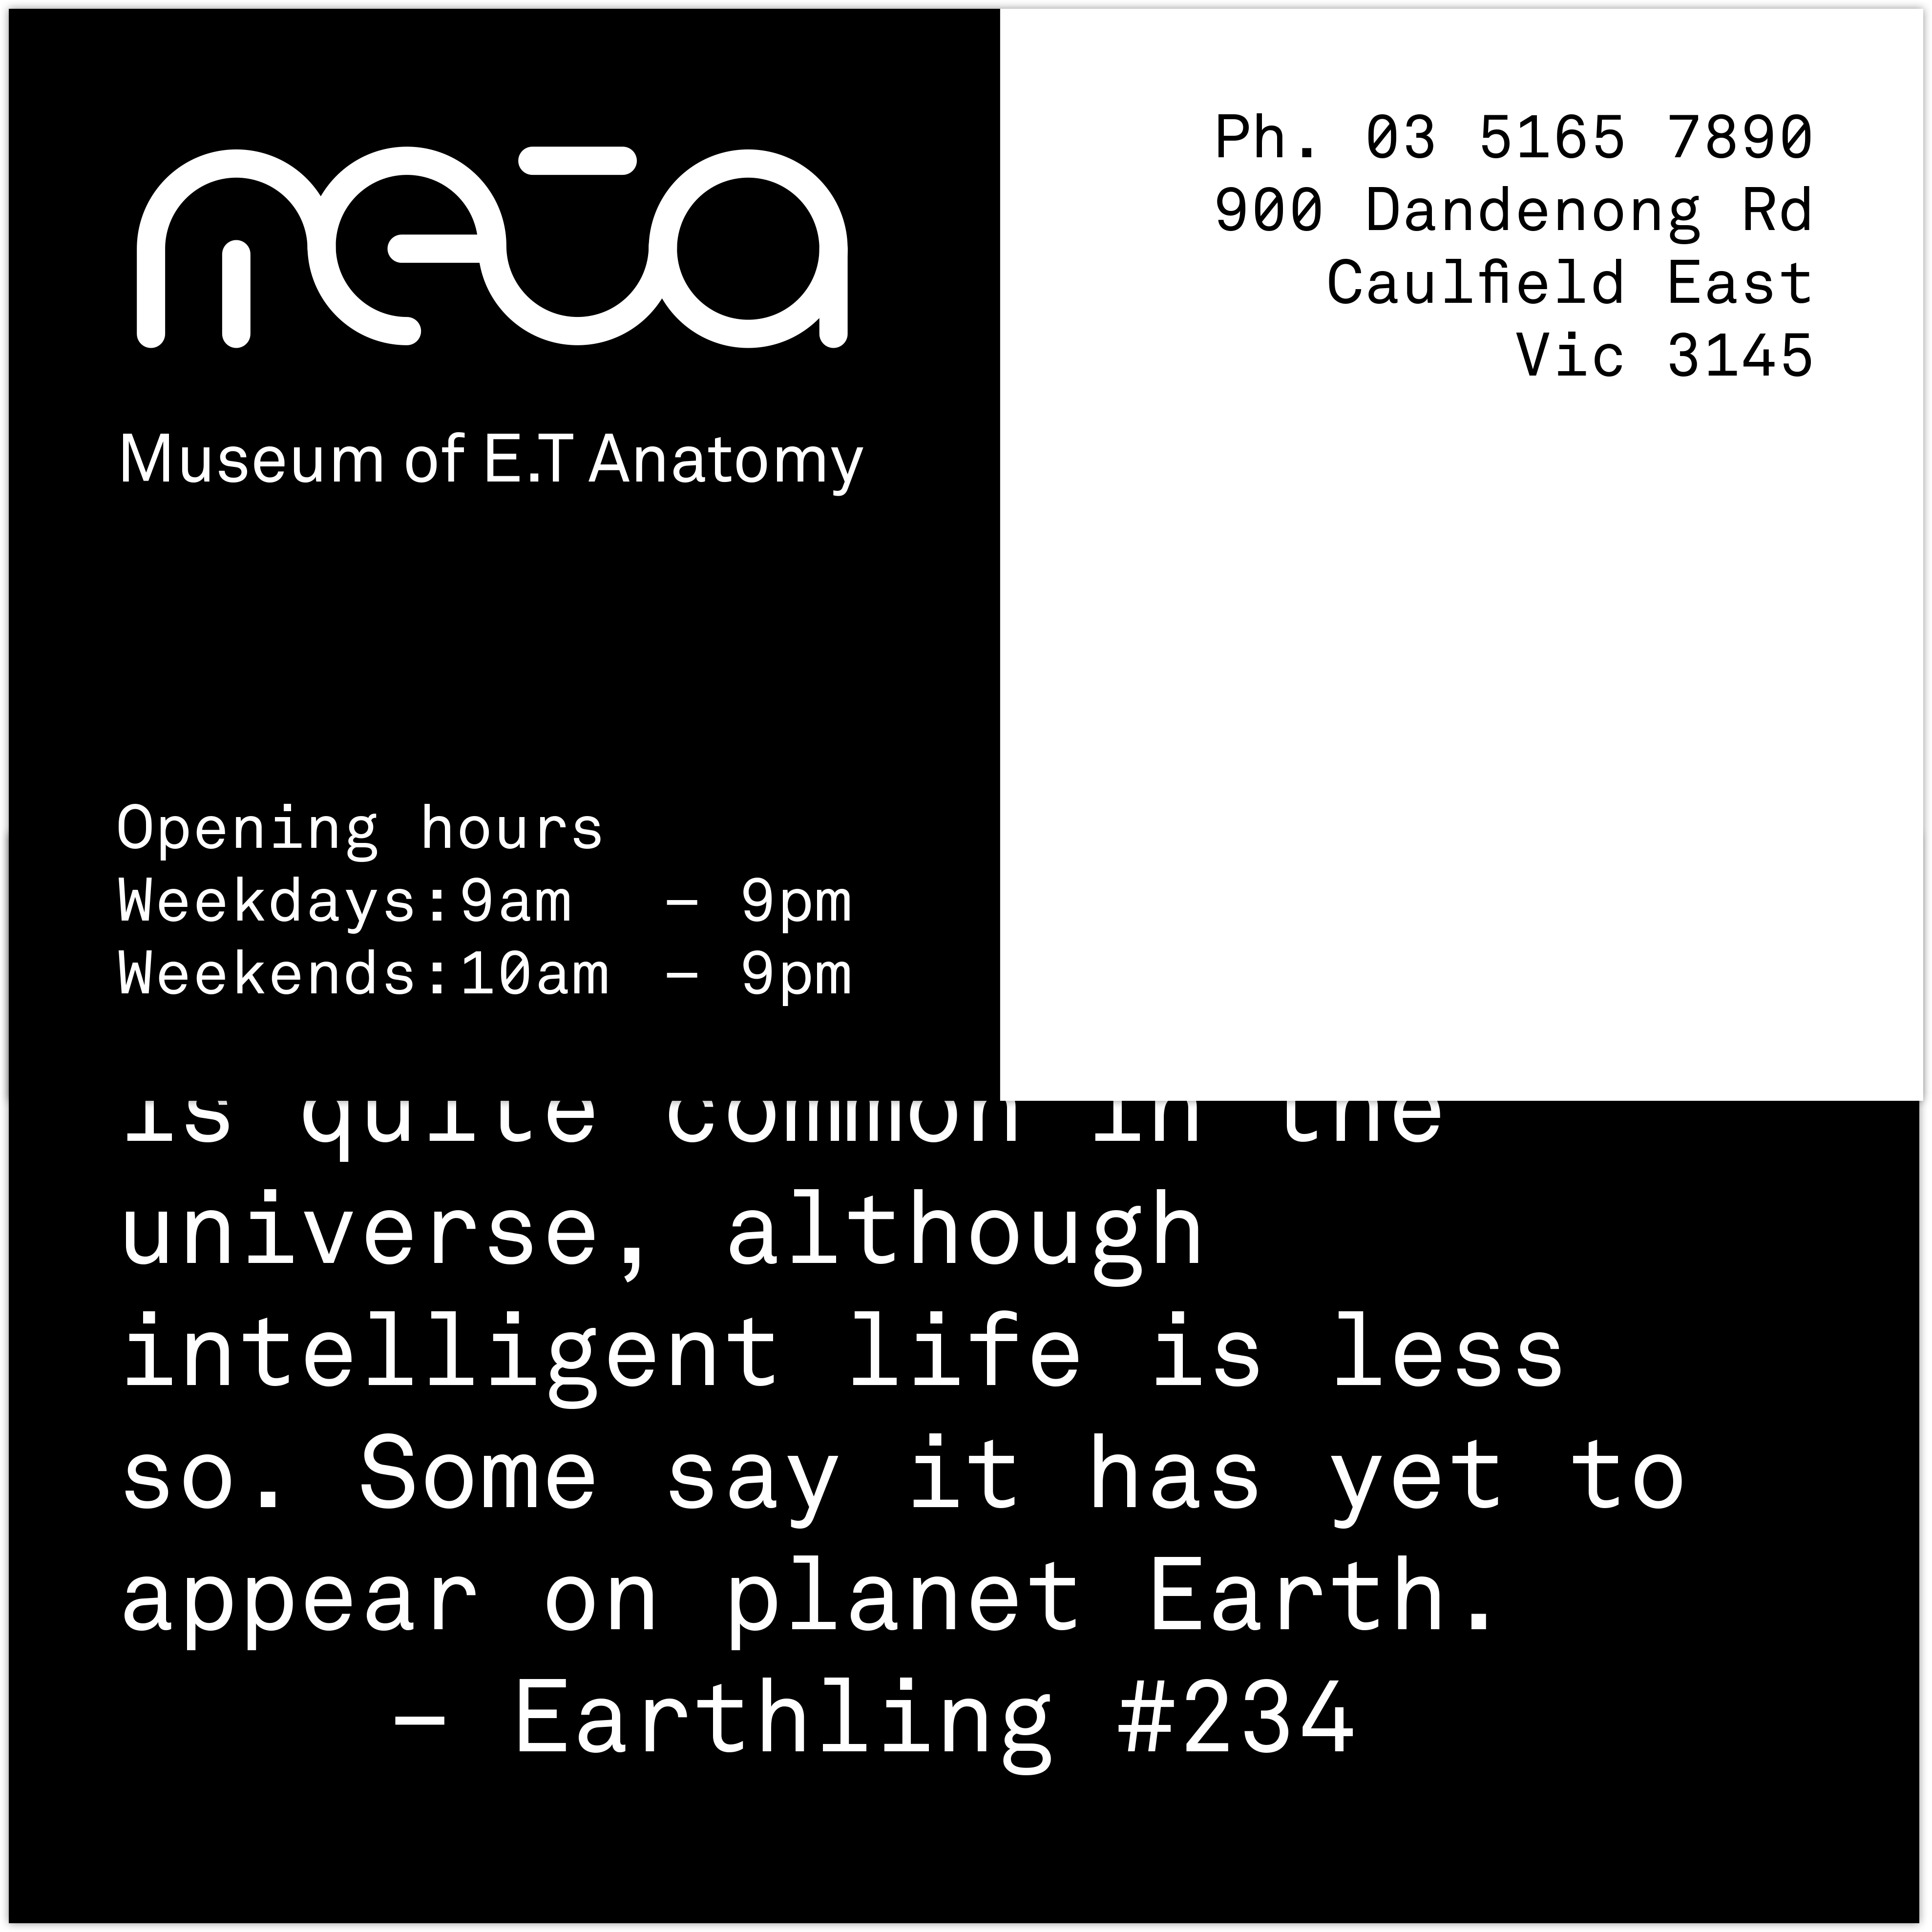 meta
Museum of E.T Anatomy
Ph. 03 5165 7890
900 Dandenong Rd
Caulfield East
Vic 3145
Opening hours
Weekdays:9am – 9pm
Weekends:10am – 9pm
is quite common in the
universe, although
intelligent life is less
so. Some say it has yet to
appear on planet Earth.
– Earthling #234